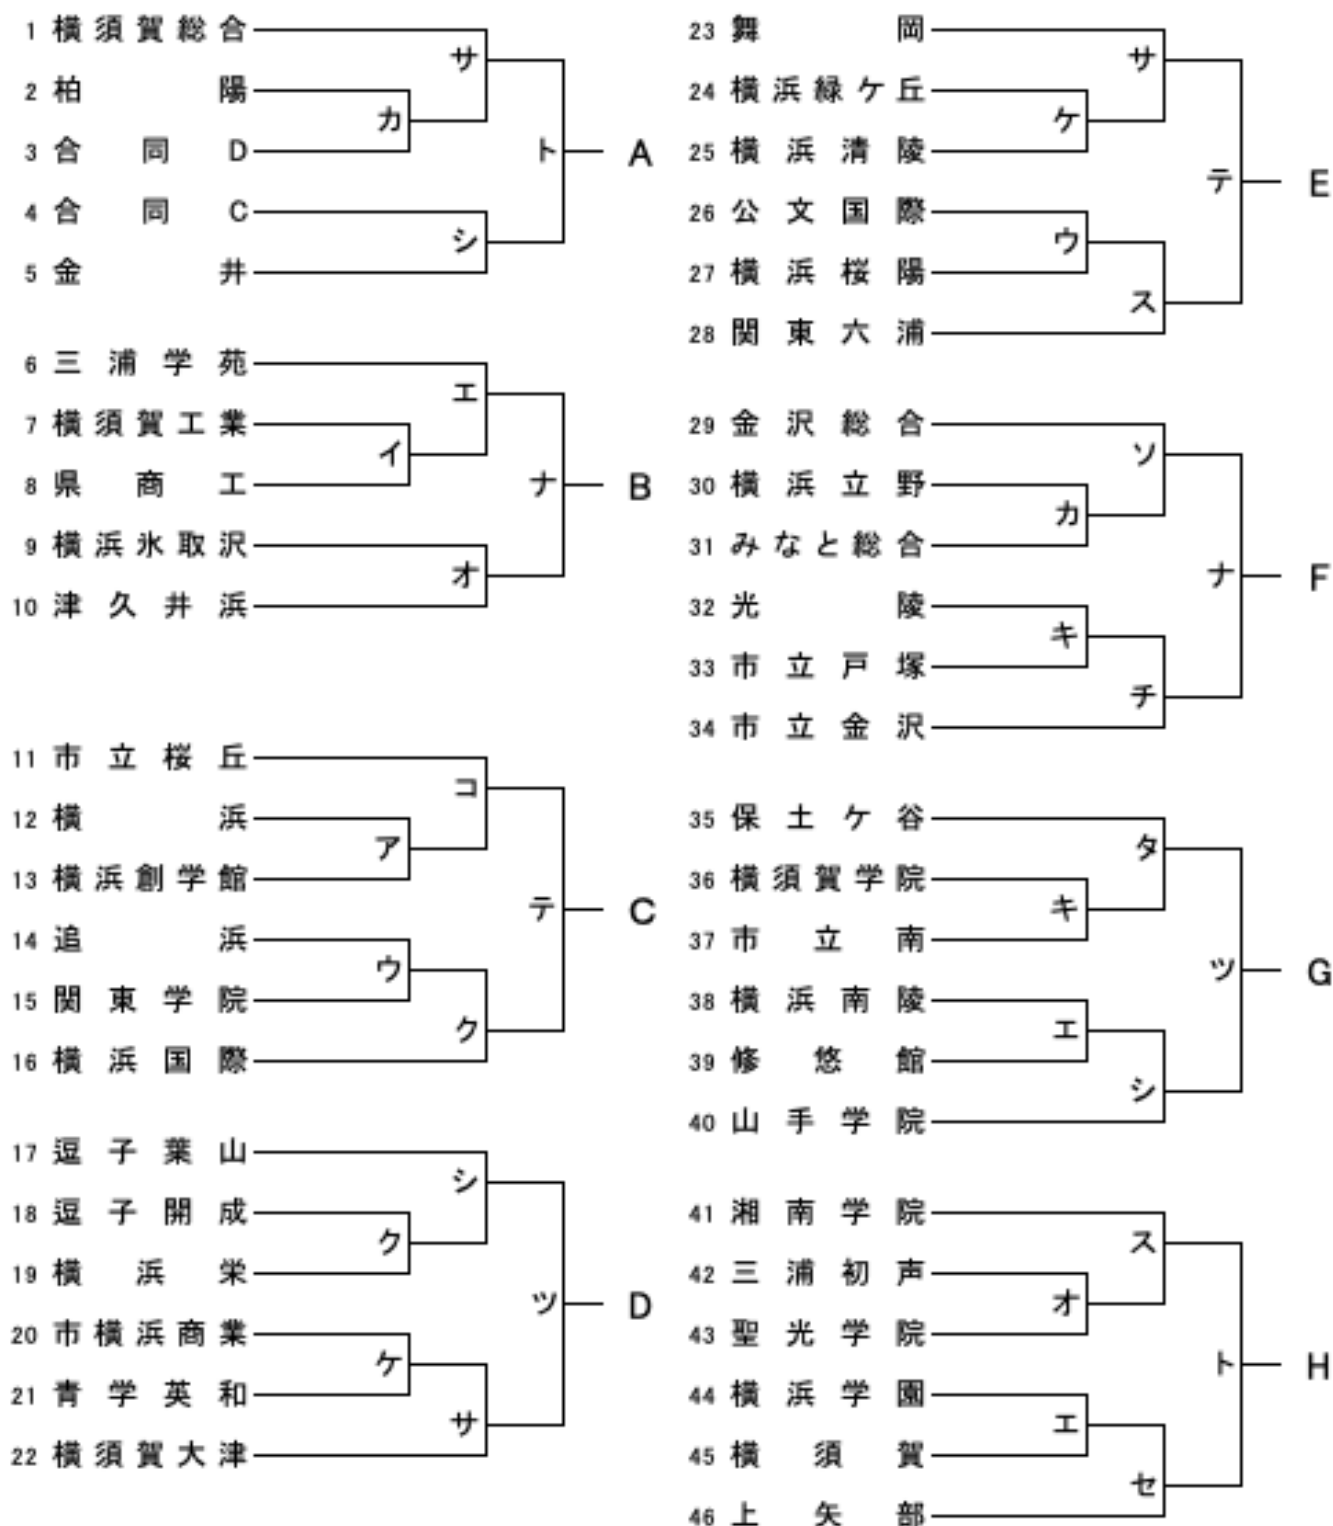 1 横須賀総合
サ
2 柏陽
カ
3 合同D
ト A
4 合同C
シ
5 金井
6 三浦学苑
エ
7 横須賀工業
イ
8 県商工
ナ B
9 横浜氷取沢
オ
10 津久井浜
11 市立桜丘
コ
12 横浜
ア
13 横浜創学館
テ C
14 追浜
ウ
15 関東学院
ク
16 横浜国際
17 逗子葉山
シ
18 逗子開成
ク
19 横浜栄
ツ D
20 市横浜商業
ケ
21 青学英和
サ
22 横須賀大津
23 舞岡
サ
24 横浜緑ケ丘
ケ
25 横浜清陵
テ E
26 公文国際
ウ
27 横浜桜陽
ス
28 関東六浦
29 金沢総合
ソ
30 横浜立野
カ
31 みなと総合
ナ F
32 光陵
キ
33 市立戸塚
チ
34 市立金沢
35 保土ケ谷
タ
36 横須賀学院
キ
37 市立南
ツ G
38 横浜南陵
エ
39 修悠館
シ
40 山手学院
41 湘南学院
ス
42 三浦初声
オ
43 聖光学院
ト H
44 横浜学園
エ
45 横須賀
セ
46 上矢部